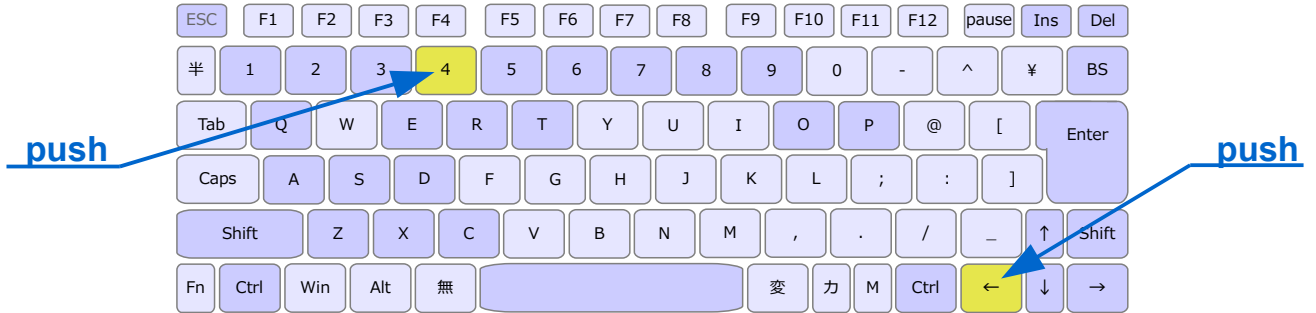 ESC F1 F2 F3 F4 F5 F6 F7 F8 F9 F10 F11 F12 pause Ins Del
半 1 2 3 4 5 6 7 8 9 0 - ^ ¥ BS
Tab Q W E R T Y U I O P @ [ Enter
push push
Caps A S D F G H J K L ; : ]
Shift Z X C V B N M , . / _ ↑ Shift
Fn Ctrl Win Alt 無 変 カ M Ctrl ← ↓ →